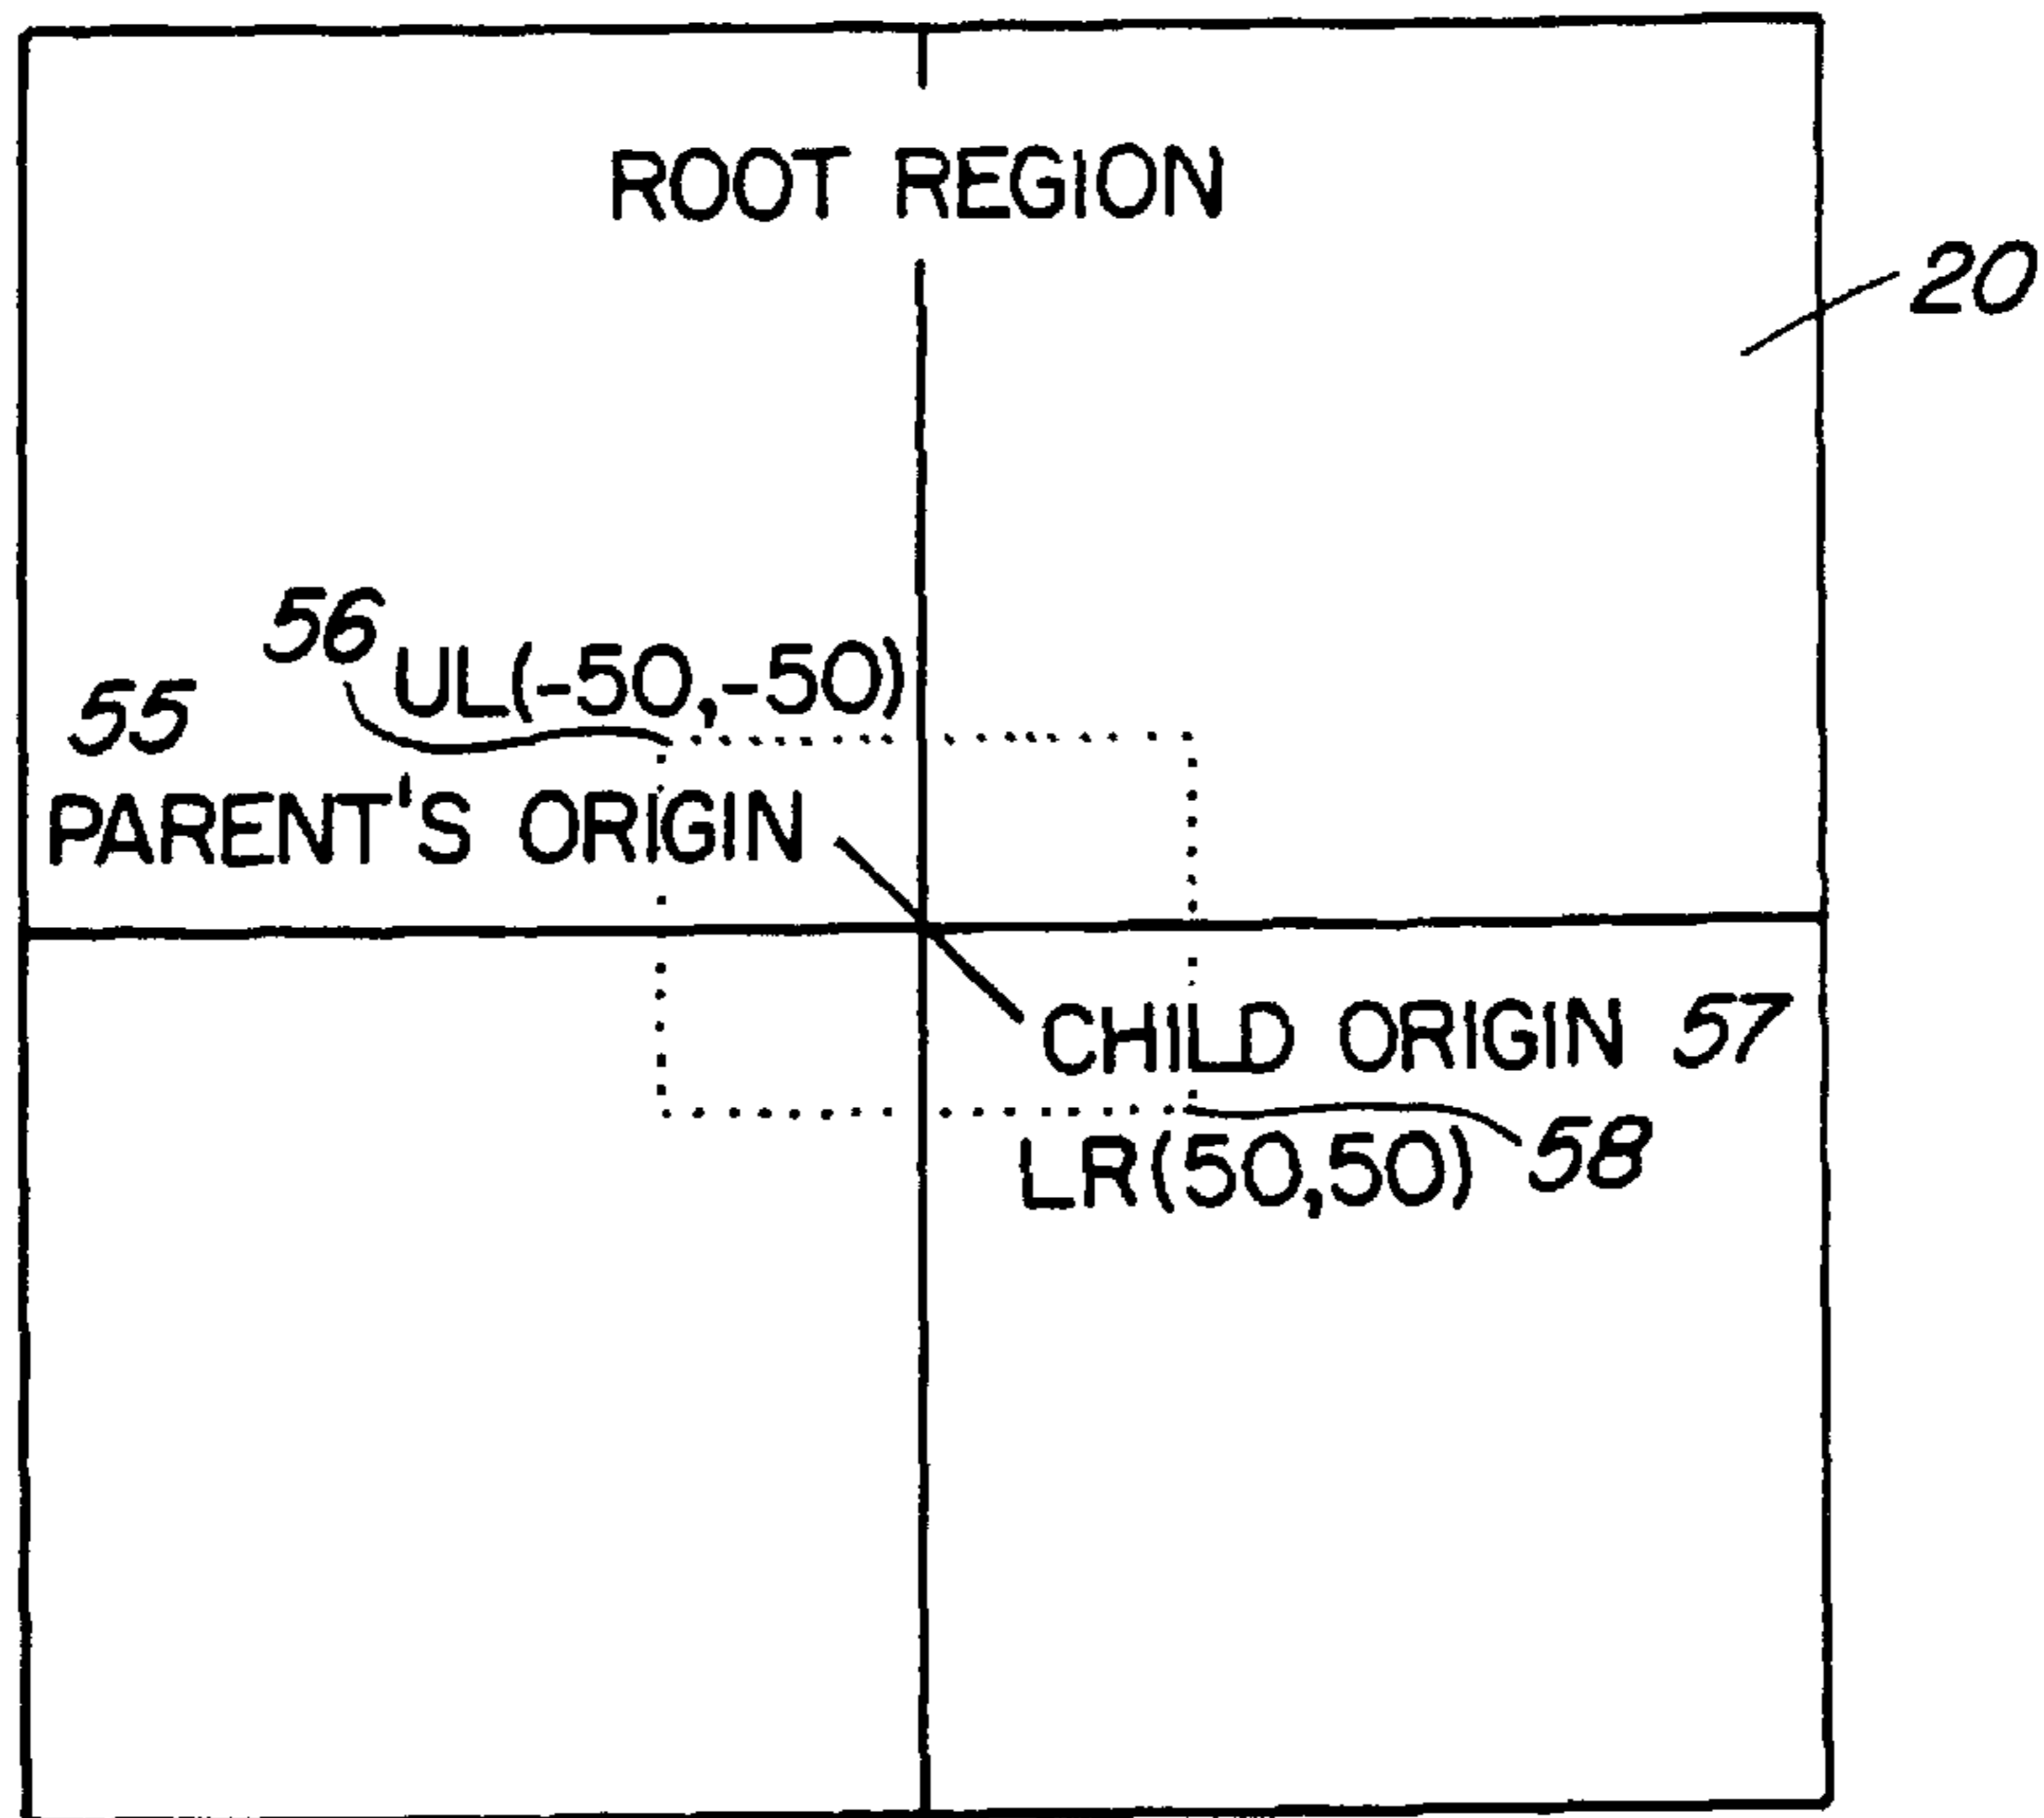 ROOT REGION
20
56
UL(-50,-50)
55
PARENT'S ORIGIN
CHILD ORIGIN 57
LR(50,50) 58